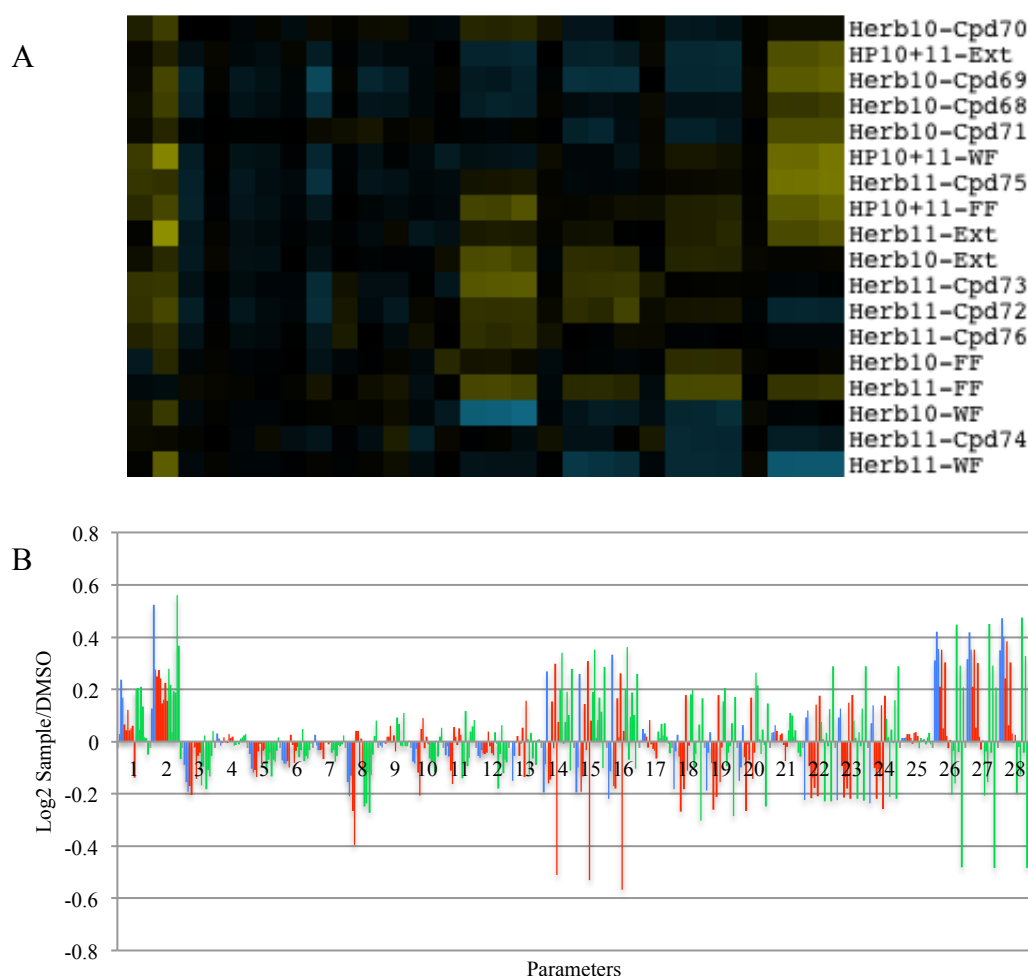 A
Herb10-Cpd70
HP10+11-Ext
Herb10-Cpd69
Herb10-Cpd68
Herb10-Cpd71
HP10+11-WF
Herb11-Cpd75
HP10+11-FF
Herb11-Ext
Herb10-Ext
Herb11-Cpd73
Herb11-Cpd72
Herb11-Cpd76
Herb10-FF
Herb11-FF
Herb10-WF
Herb11-Cpd74
Herb11-WF
B
Log2 Sample/DMSO
0.8
0.6
0.4
0.2
0
-0.2
-0.4
-0.6
-0.8
1 2 3 4 5 6 7 8 9 10 11 12 13 14 15 16 17 18 19 20 21 22 23 24 25 26 27 28
Parameters